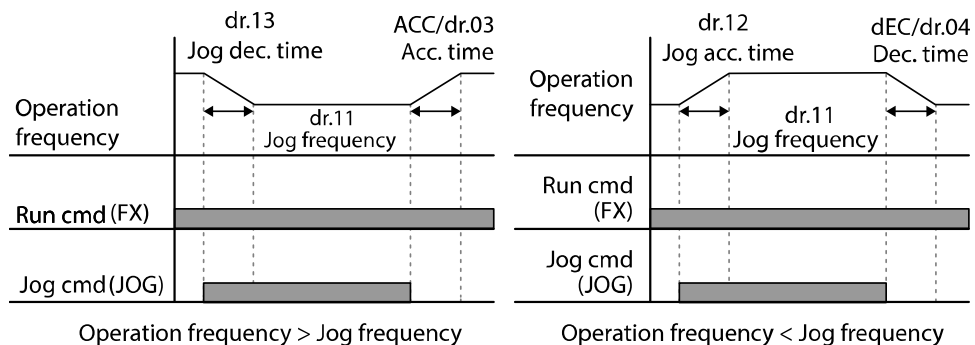 dr.13
Jog dec. time
ACC/dr.03
Acc. time
Operation
frequency
dr.11
Jog frequency
Run cmd (FX)
Jog cmd (JOG)
Operation frequency > Jog frequency
dr.12
Jog acc. time
dEC/dr.04
Dec. time
Operation
frequency
dr.11
Jog frequency
Run cmd
(FX)
Jog cmd
(JOG)
Operation frequency < Jog frequency